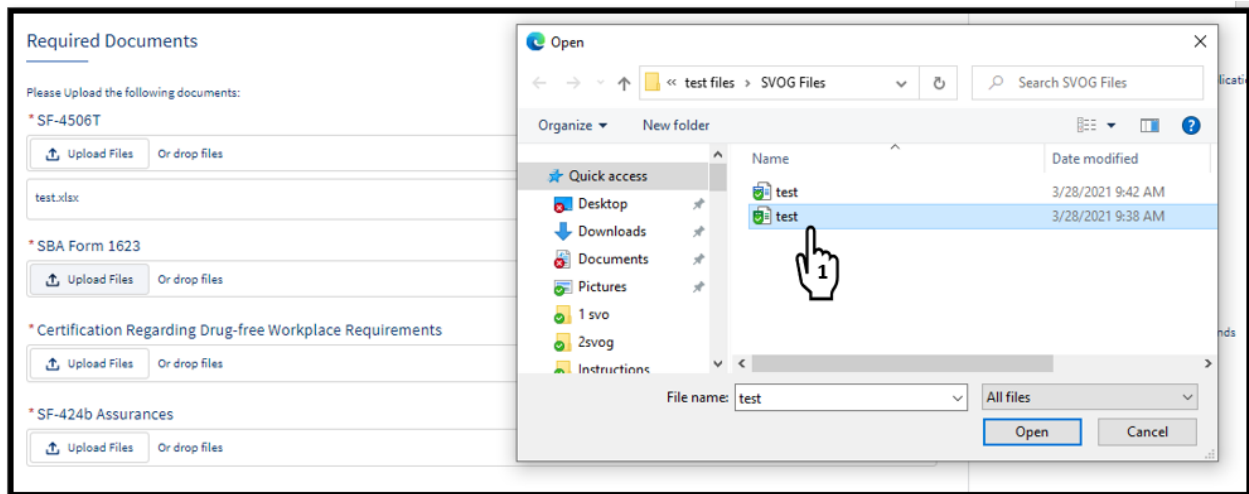 Required Documents
Please Upload the following documents:
* SF-4506T
Upload Files Or drop files
test.xlsx
* SBA Form 1623
Upload Files Or drop files
* Certification Regarding Drug-free Workplace Requirements
Upload Files Or drop files
* SF-424b Assurances
Upload Files Or drop files
Open
« test files > SVOG Files
Search SVOG Files
Organize
New folder
?
Name Date modified
Quick access
Desktop
Downloads
Documents
Pictures
1 svo
2svog
Instructions
test 3/28/2021 9:42 AM
test 3/28/2021 9:38 AM
1
File name: test
All files
Open
Cancel